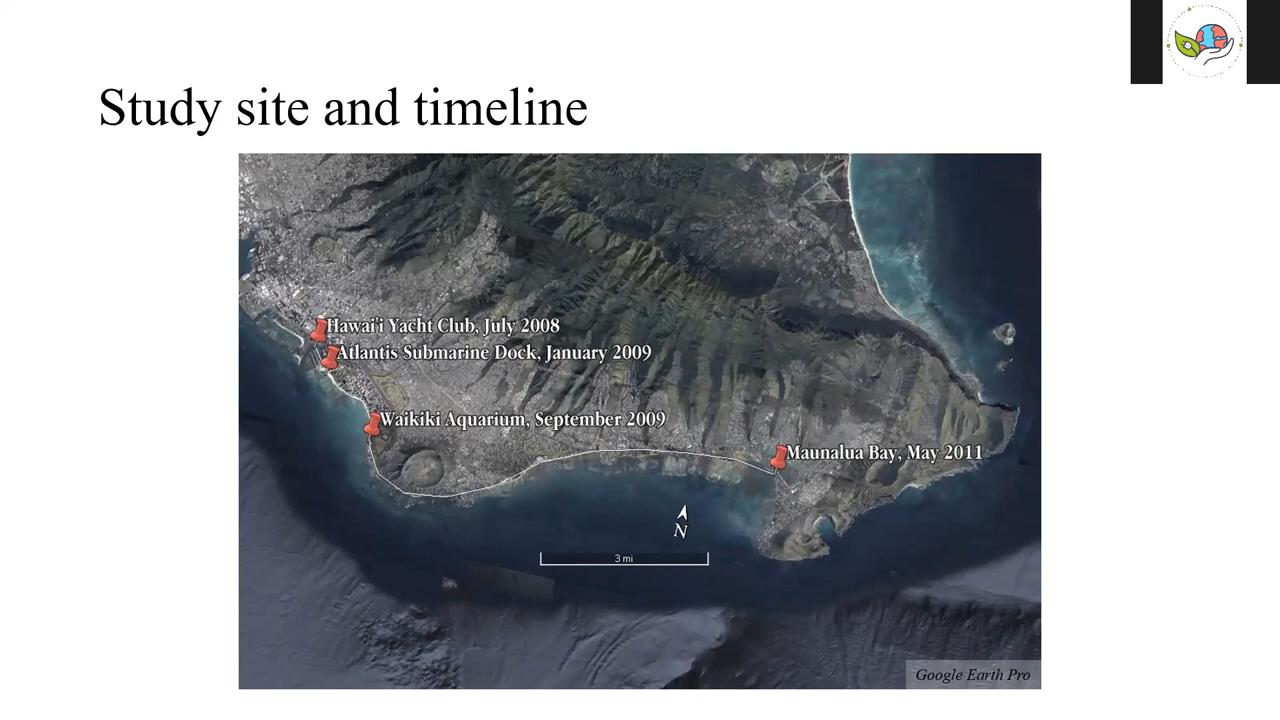 Study site and timeline
Hawai'i Yacht Club, July 2008
Atlantis Submarine Dock, January 2009
Waikiki Aquarium, September 2009
Maunalua Bay, May 2011
N
3 mi
Google Earth Pro